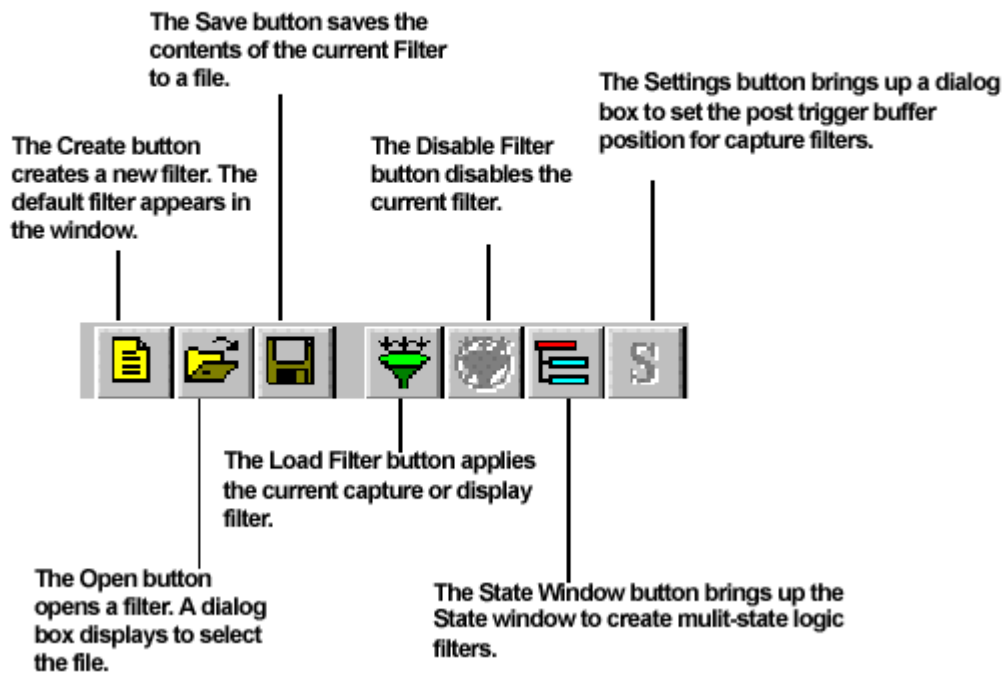 The Save button saves the
contents of the current Filter
to a file.
The Settings button brings up a dialog
box to set the post trigger buffer
position for capture filters.
The Create button
creates a new filter. The
default filter appears in
the window.
The Disable Filter
button disables the
current filter.
S
The Load Filter button applies
the current capture or display
filter.
The Open button
opens a filter. A dialog
box displays to select
the file.
The State Window button brings up the
State window to create mulit-state logic
filters.